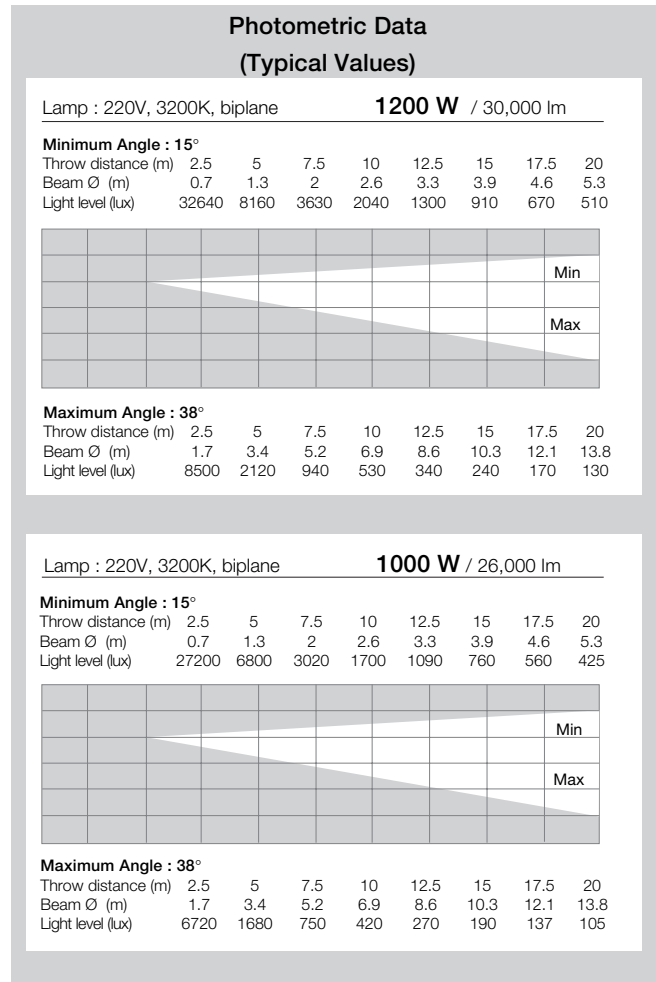 Photometric Data
(Typical Values)
Lamp : 220V, 3200K, biplane 1200 W / 30,000 lm
Minimum Angle : 15°
Throw distance (m) 2.5 5 7.5 10 12.5 15 17.5 20
Beam Ø (m) 0.7 1.3 2 2.6 3.3 3.9 4.6 5.3
Light level (lux) 32640 8160 3630 2040 1300 910 670 510
Min
Max
Maximum Angle : 38°
Throw distance (m) 2.5 5 7.5 10 12.5 15 17.5 20
Beam Ø (m) 1.7 3.4 5.2 6.9 8.6 10.3 12.1 13.8
Light level (lux) 8500 2120 940 530 340 240 170 130
Lamp : 220V, 3200K, biplane 1000 W / 26,000 lm
Minimum Angle : 15°
Throw distance (m) 2.5 5 7.5 10 12.5 15 17.5 20
Beam Ø (m) 0.7 1.3 2 2.6 3.3 3.9 4.6 5.3
Light level (lux) 27200 6800 3020 1700 1090 760 560 425
Min
Max
Maximum Angle : 38°
Throw distance (m) 2.5 5 7.5 10 12.5 15 17.5 20
Beam Ø (m) 1.7 3.4 5.2 6.9 8.6 10.3 12.1 13.8
Light level (lux) 6720 1680 750 420 270 190 137 105